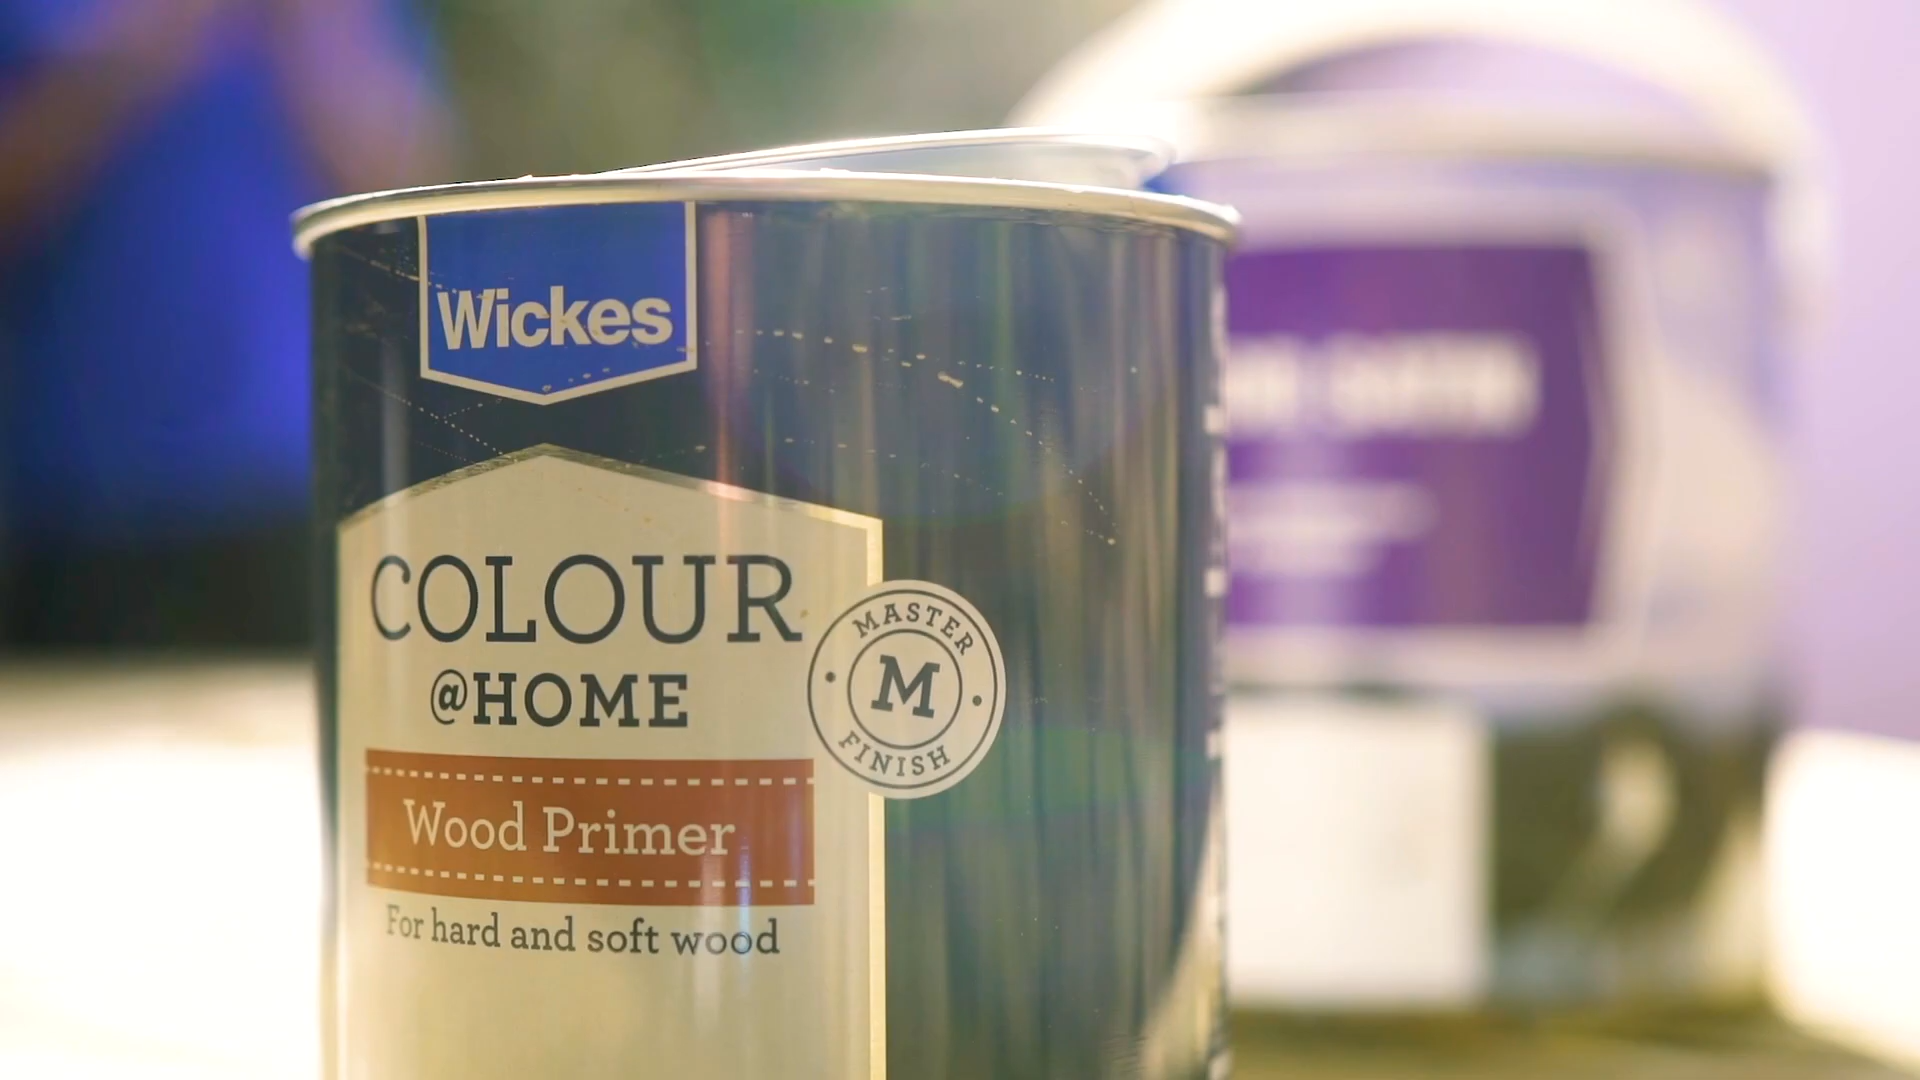 Wickes
COLOUR
@HOME
MASTER
M
FINISH
Wood Primer
For hard and soft wood